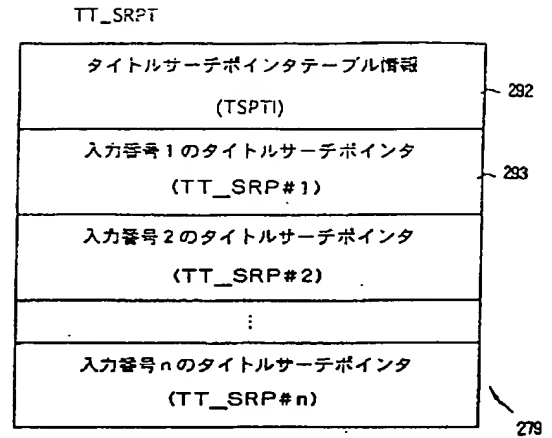 TT_SRPT
タイトルサーチポインタテーブル情報
(TSPTI)
292
入力番号1のタイトルサーチポインタ
(TT_SRP#1)
293
入力番号2のタイトルサーチポインタ
(TT_SRP#2)
⋮
入力番号nのタイトルサーチポインタ
(TT_SRP#n)
279